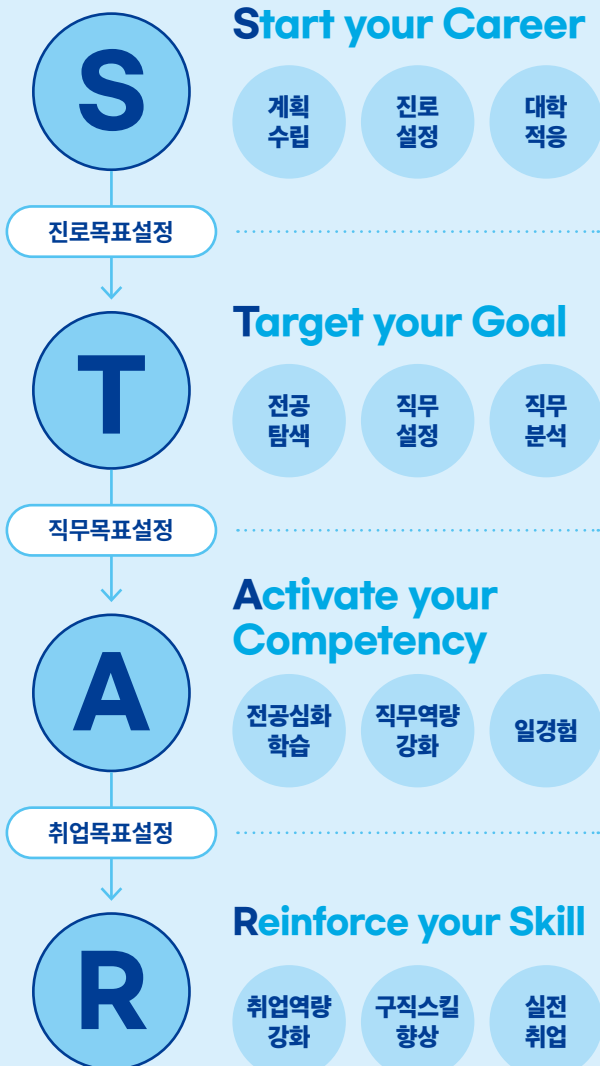 S
Start your Career
계획
수립
진로
설정
대학
적응
진로목표설정
T
Target your Goal
전공
탐색
직무
설정
직무
분석
직무목표설정
A
Activate your
Competency
전공심화
학습
직무역량
강화
일경험
취업목표설정
R
Reinforce your Skill
취업역량
강화
구직스킬
향상
실전
취업